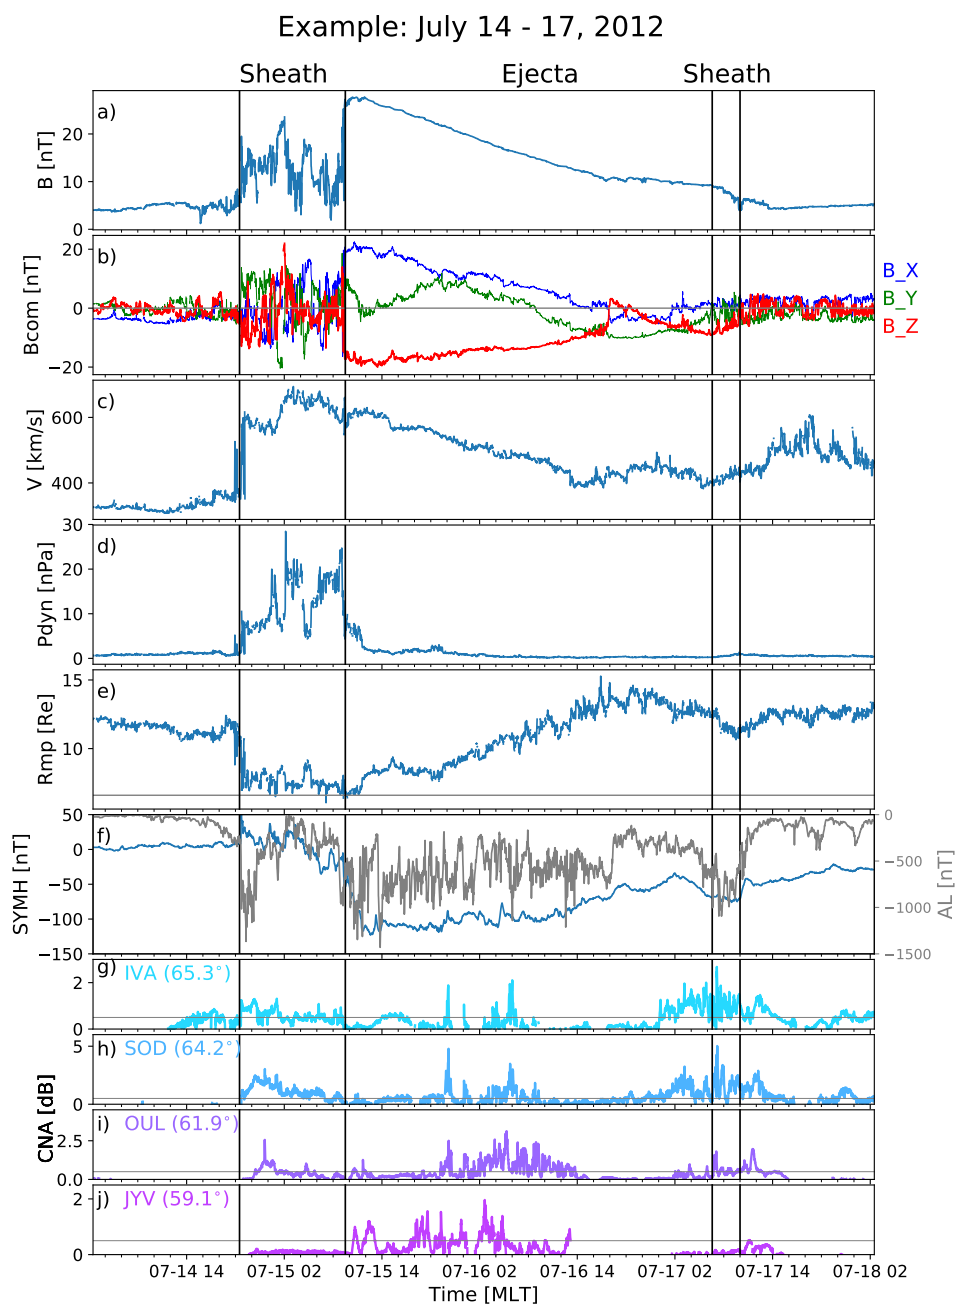 Example: July 14 - 17, 2012
Sheath Ejecta Sheath
a)
B [nT]
20
10
0
b)
Bcom [nT]
20
0
−20
B_X
B_Y
B_Z
c)
V [km/s]
600
400
d)
Pdyn [nPa]
30
20
10
0
e)
Rmp [Re]
15
10
f)
SYMH [nT]
50
0
−50
−100
−150
0
−500
−1000
−1500
AL [nT]
g) IVA (65.3°)
2
0
h) SOD (64.2°)
5
0
CNA [dB]
i) OUL (61.9°)
2.5
0.0
j) JYV (59.1°)
2
0
07-14 14 07-15 02 07-15 14 07-16 02 07-16 14 07-17 02 07-17 14 07-18 02
Time [MLT]